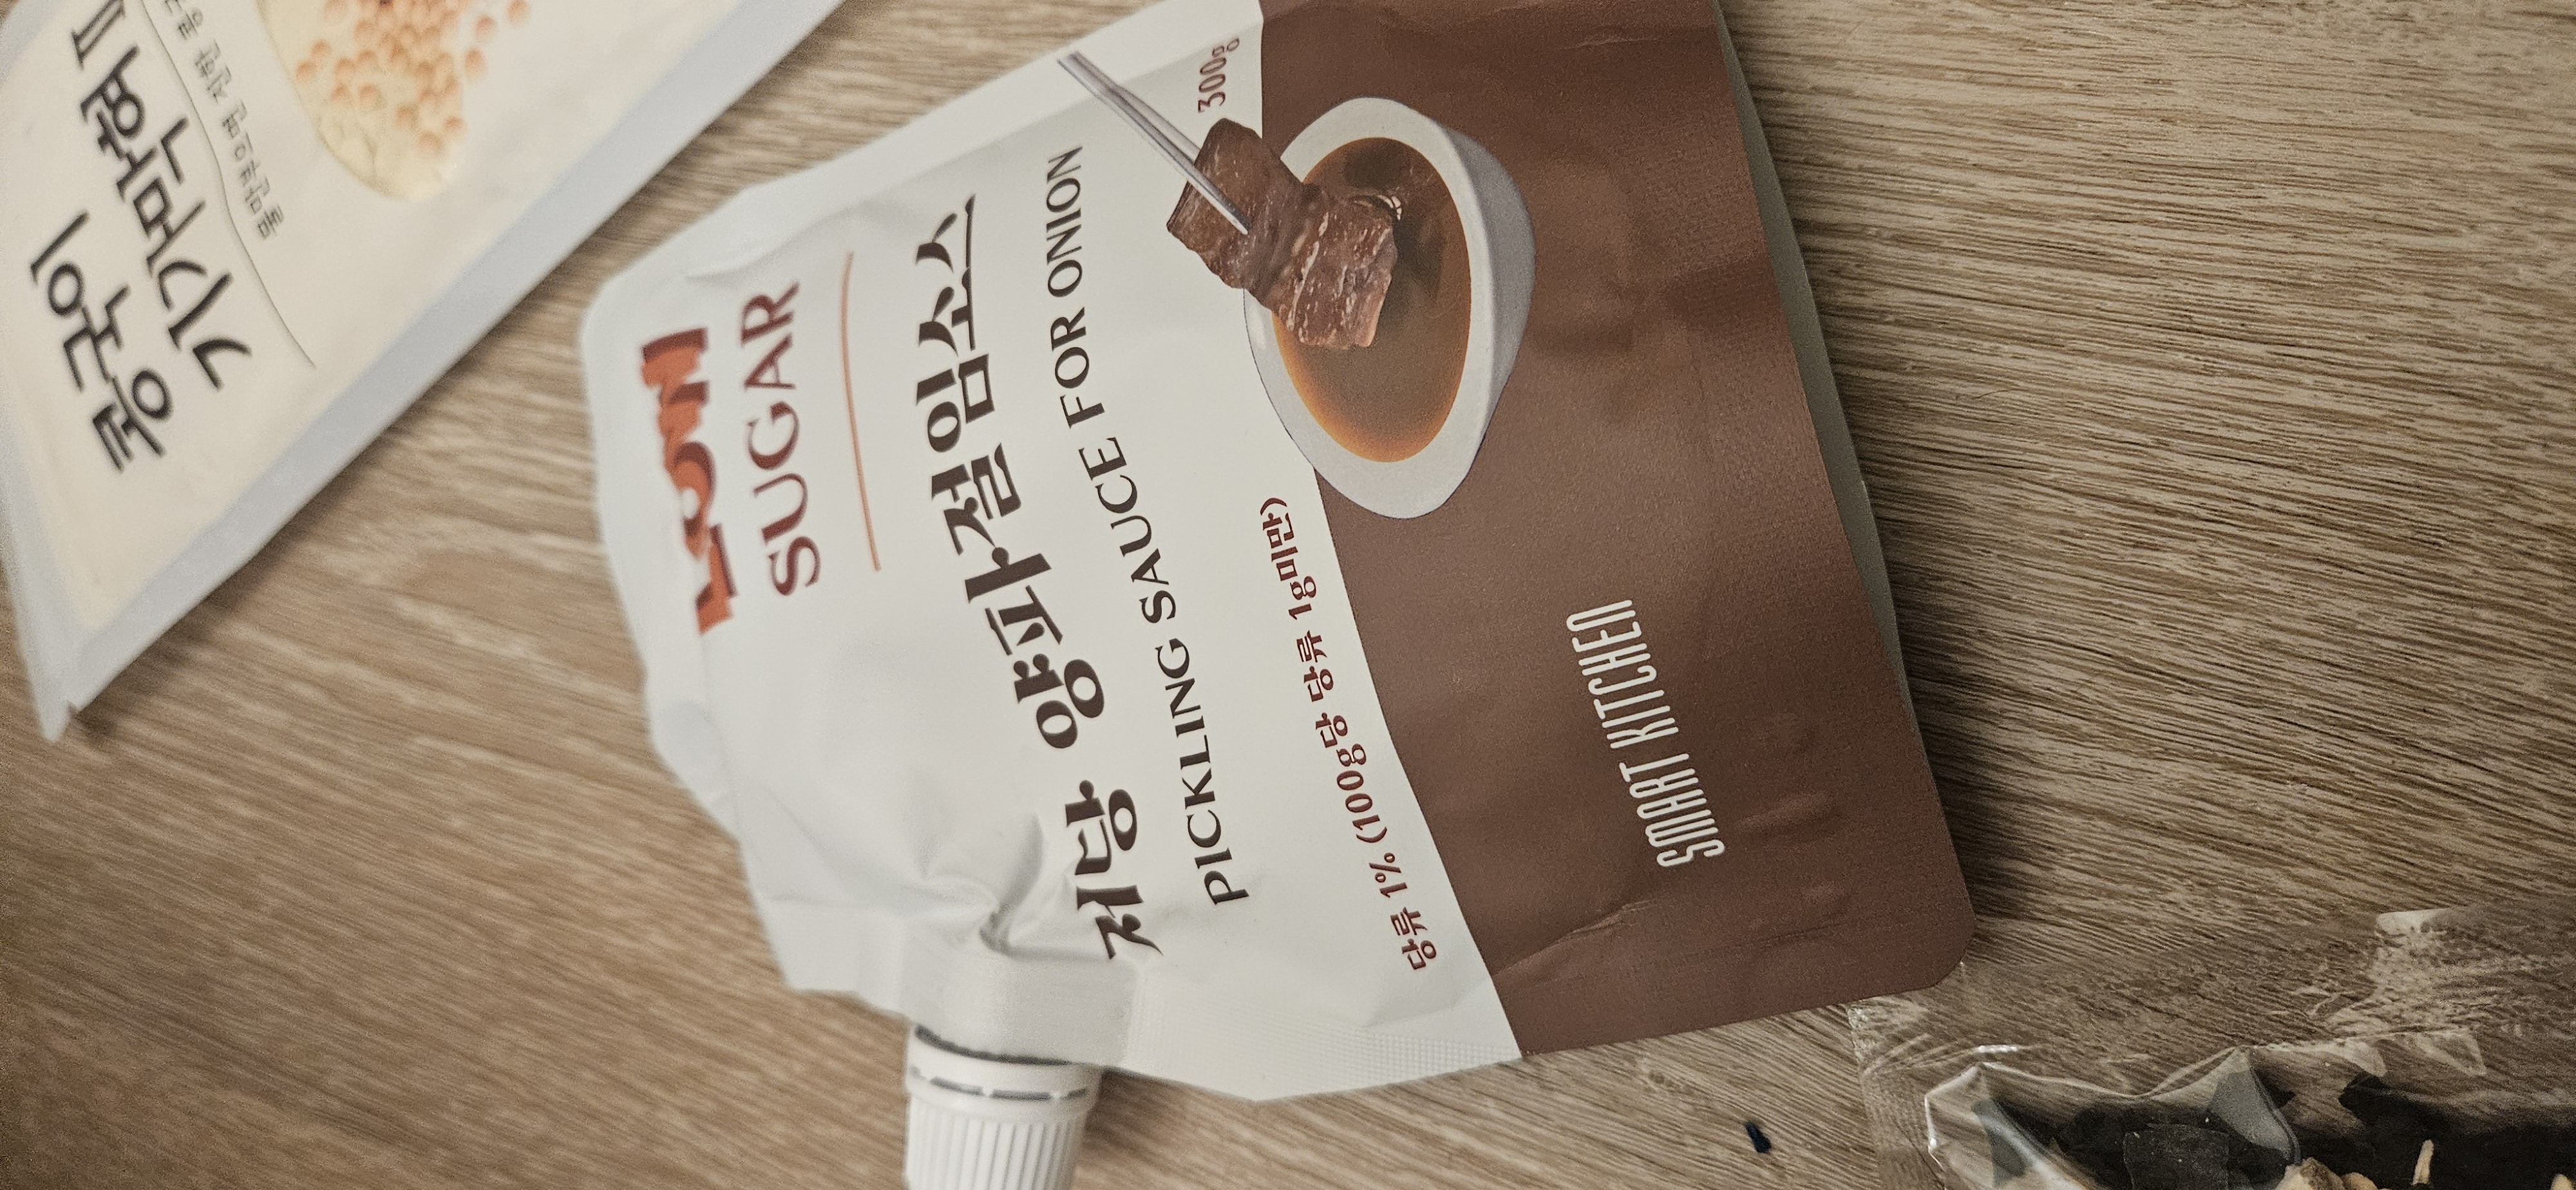 LOW
SUGAR
저당 양파절임소스
PICKLING SAUCE FOR ONION
300g
당류 1% (100g당 당류 1g미만)
SMART KITCHEN
콩국이
기가막혀